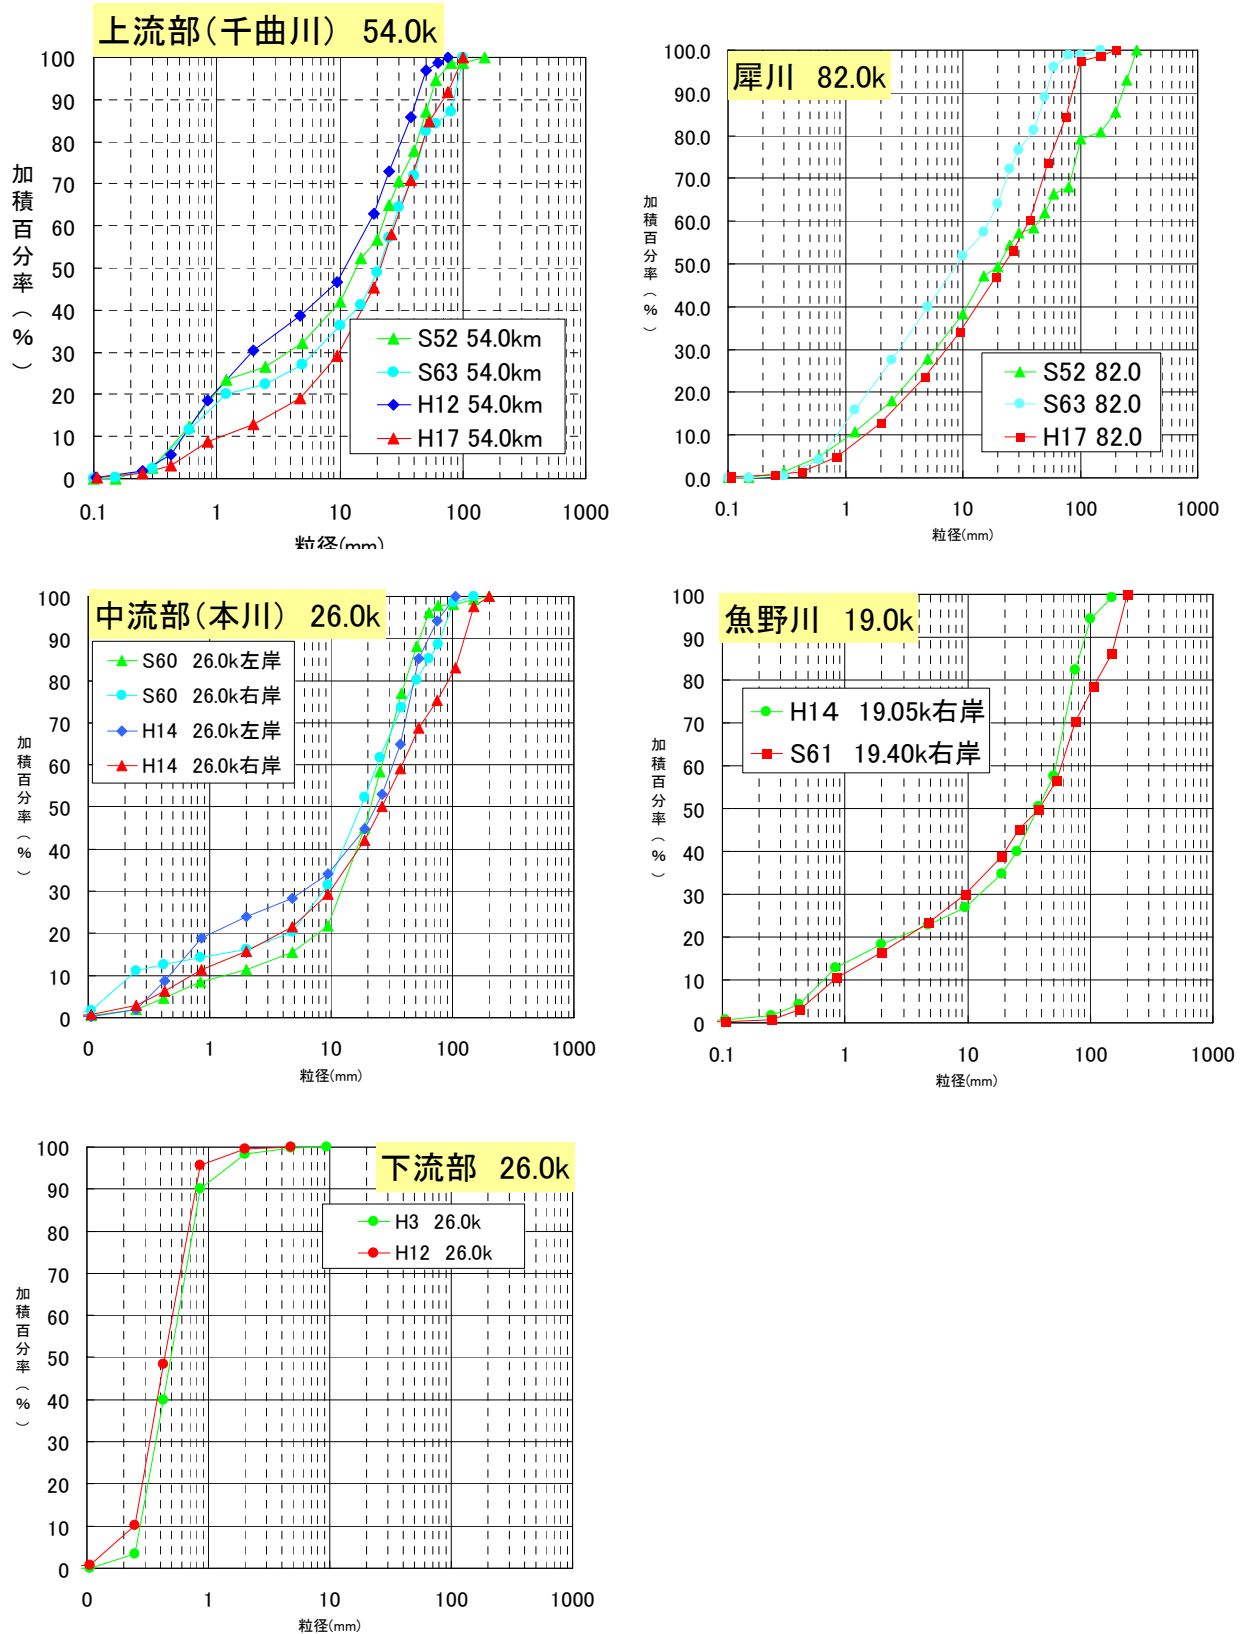 上流部(千曲川) 54.0k
100
90
80
70
60
50
40
30
20
10
0
加積百分率(%)
S52 54.0km
S63 54.0km
H12 54.0km
H17 54.0km
0.1 1 10 100 1000
粒径(mm)
犀川 82.0k
100.0
90.0
80.0
70.0
60.0
50.0
40.0
30.0
20.0
10.0
0.0
加積百分率(%)
S52 82.0
S63 82.0
H17 82.0
0.1 1 10 100 1000
粒径(mm)
中流部(本川) 26.0k
100
90
80
70
60
50
40
30
20
10
0
加積百分率(%)
S60 26.0k左岸
S60 26.0k右岸
H14 26.0k左岸
H14 26.0k右岸
0 1 10 100 1000
粒径(mm)
魚野川 19.0k
100
90
80
70
60
50
40
30
20
10
0
加積百分率(%)
H14 19.05k右岸
S61 19.40k右岸
0.1 1 10 100 1000
粒径(mm)
下流部 26.0k
100
90
80
70
60
50
40
30
20
10
0
加積百分率(%)
H3 26.0k
H12 26.0k
0 1 10 100 1000
粒径(mm)